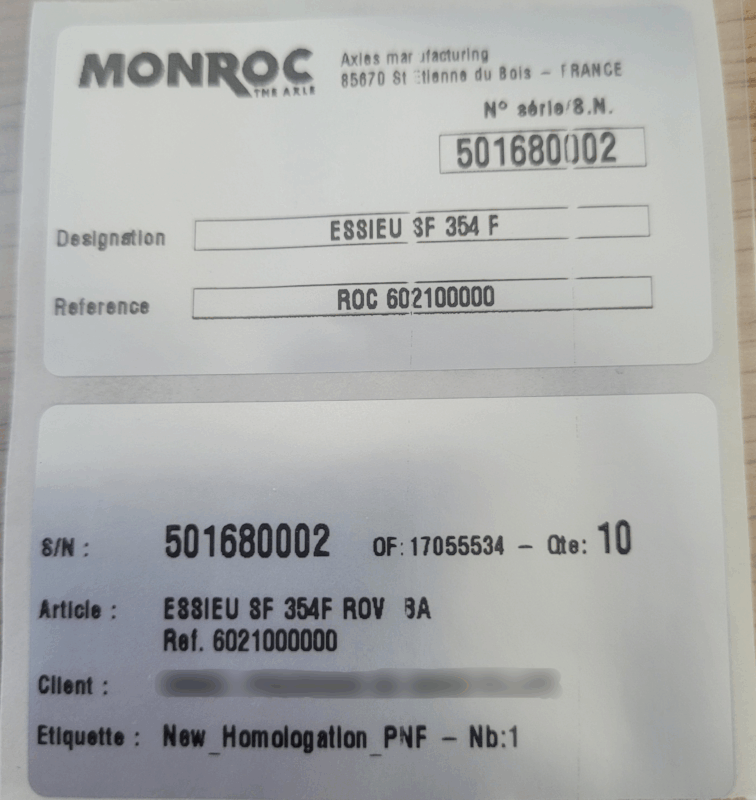 MONROC
THE AXLE
Axles manufacturing
85670 St Etienne du Bois - FRANCE
N° série/S.N.
501680002
Designation ESSIEU SF 354 F
Reference ROC 602100000
S/N : 501680002 OF: 17055534 - Qte: 10
Article : ESSIEU SF 354F ROV BA
Ref. 6021000000
Client :
Etiquette : New_Homologation_PNF - Nb:1